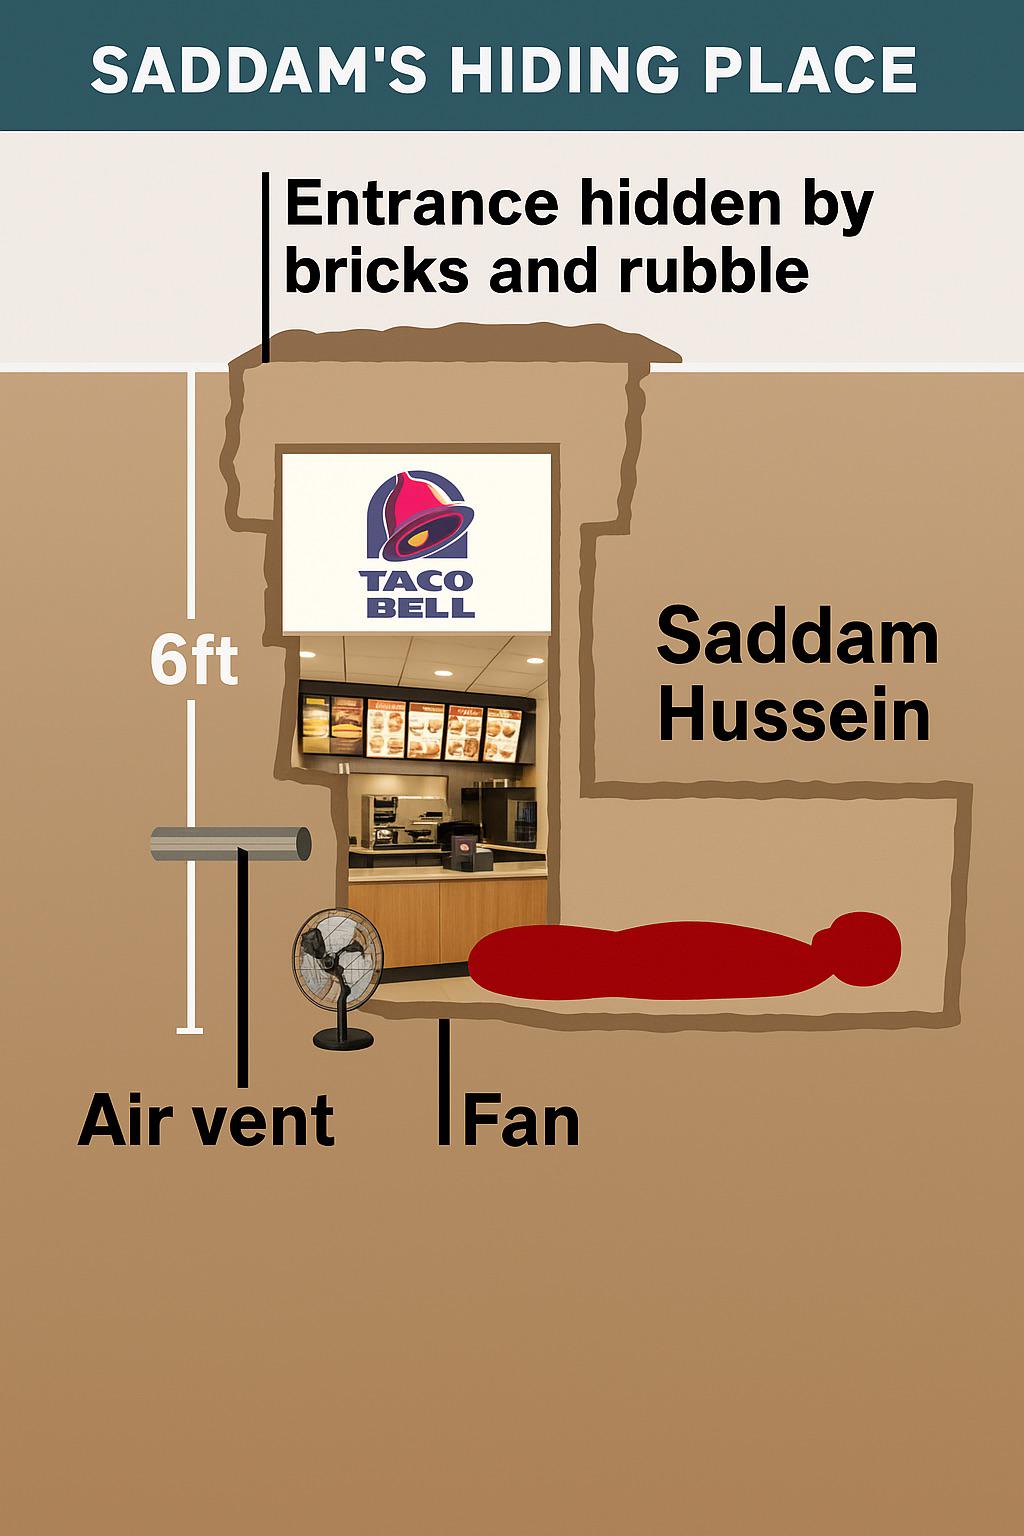 SADDAM'S HIDING PLACE
Entrance hidden by
bricks and rubble
TACO
BELL
6ft
Saddam
Hussein
Air vent
Fan